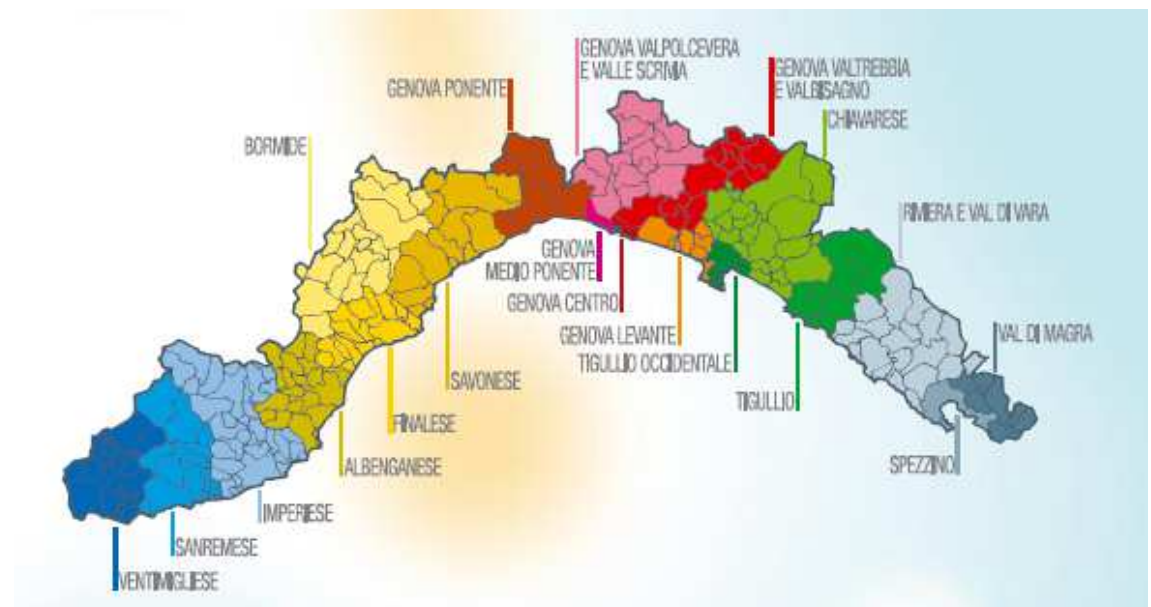 GENOVA VALPOLCEVERA
E VALLE SCRIVIA
GENOVA VALTREBBIA
E VALBISAGNO
GENOVA PONENTE
CHIAVARESE
BORMIDE
RIVIERA E VAL DI VARA
GENOVA
MEDIO PONENTE
GENOVA CENTRO
GENOVA LEVANTE
TIGULLIO OCCIDENTALE
VAL DI MAGRA
SAVONESE
TIGULLIO
FINALESE
ALBENGANESE
SPEZZINO
IMPERIESE
SANREMESE
VENTIMIGLIESE